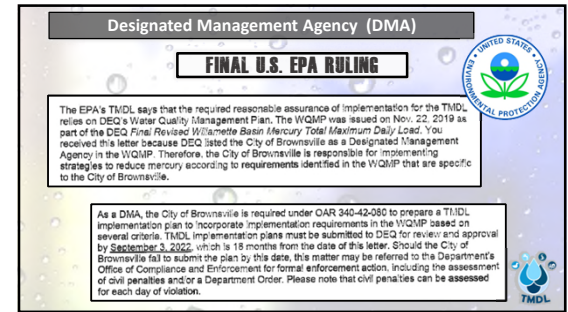 Designated Management Agency (DMA)
FINAL U.S. EPA RULING
UNITED STATES
ENVIRONMENTAL PROTECTION AGENCY
The EPA's TMDL says that the required reasonable assurance of implementation for the TMDL
relies on DEQ's Water Quality Management Plan. The WQMP was issued on Nov. 22, 2019 as
part of the DEQ Final Revised Willamette Basin Mercury Total Maximum Daily Load. You
received this letter because DEQ listed the City of Brownsville as a Designated Management
Agency in the WQMP. Therefore, the City of Brownsville is responsible for implementing
strategies to reduce mercury according to requirements identified in the WQMP that are specific
to the City of Brownsville.
As a DMA, the City of Brownsville is required under OAR 340-42-080 to prepare a TMDL
implementation plan to incorporate implementation requirements in the WQMP based on
several criteria. TMDL implementation plans must be submitted to DEQ for review and approval
by September 3, 2022, which is 18 months from the date of this letter. Should the City of
Brownsville fail to submit the plan by this date, this matter may be referred to the Department's
Office of Compliance and Enforcement for formal enforcement action, including the assessment
of civil penalties and/or a Department Order. Please note that civil penalties can be assessed
for each day of violation.
TMDL